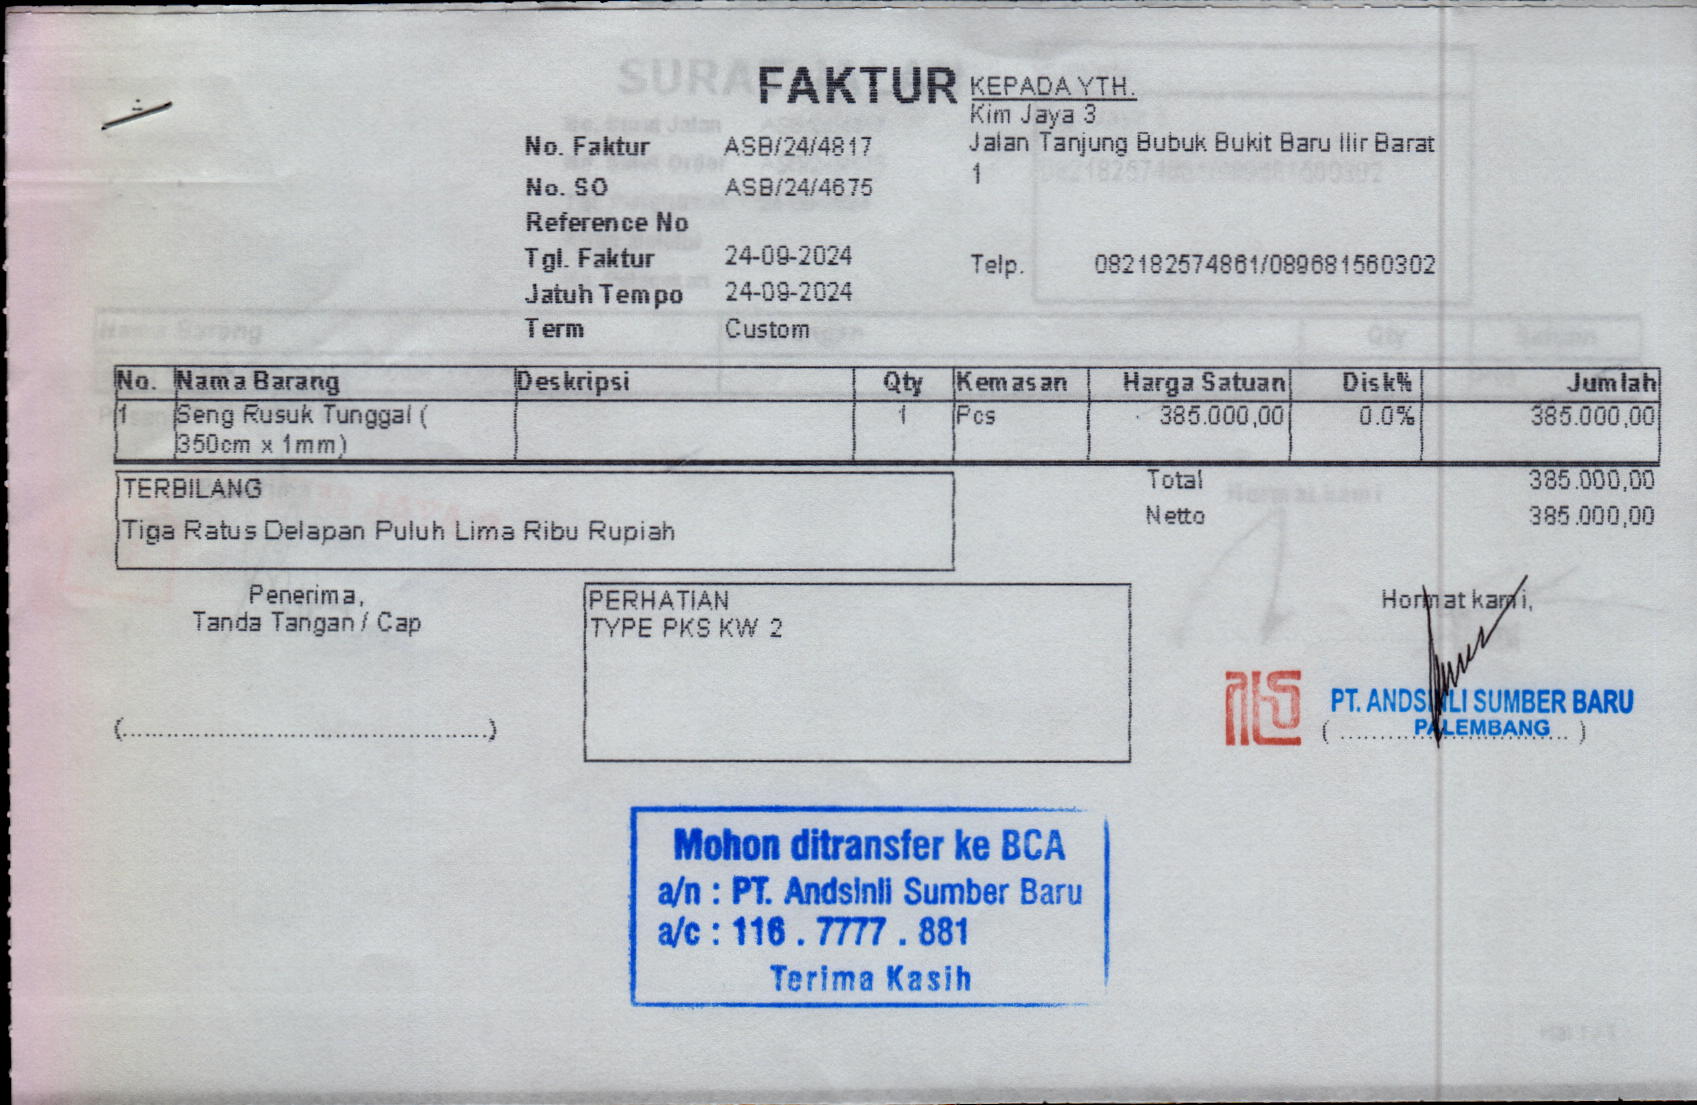 FAKTUR
KEPADA YTH.
Kim Jaya 3
Jalan Tanjung Bubuk Bukit Baru Ilir Barat
1
Telp. 082182574861/089681560302
No. Faktur ASB/24/4817
No. SO ASB/24/4675
Reference No
Tgl. Faktur 24-09-2024
Jatuh Tempo 24-09-2024
Term Custom
No. Nama Barang Deskripsi Qty Kemasan Harga Satuan Disk% Jumlah
1 Seng Rusuk Tunggal ( 1 Pcs 385.000,00 0.0% 385.000,00
350cm x 1mm)
TERBILANG
Tiga Ratus Delapan Puluh Lima Ribu Rupiah
Total 385.000,00
Netto 385.000,00
Penerima,
Tanda Tangan / Cap
(................................................)
PERHATIAN
TYPE PKS KW 2
Hormat kami,
PT. ANDSINLI SUMBER BARU
PALEMBANG
Mohon ditransfer ke BCA
a/n : PT. Andsinli Sumber Baru
a/c : 116 . 7777 . 881
Terima Kasih